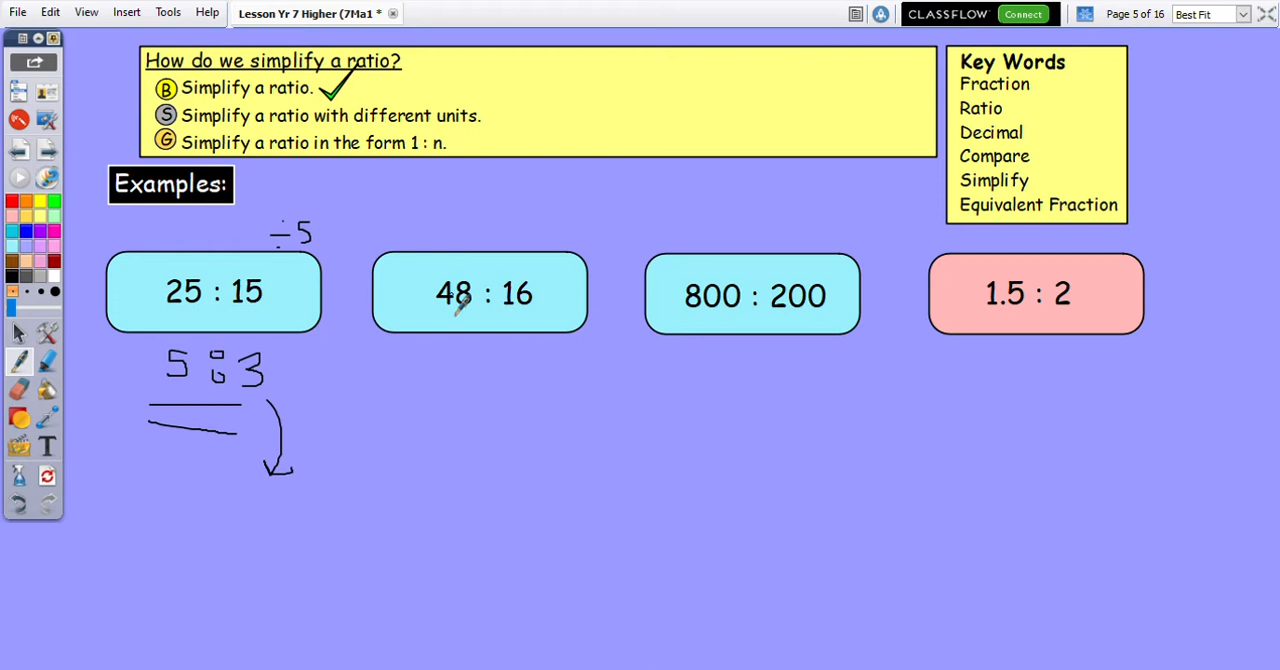 File Edit View Insert Tools Help
Lesson Yr 7 Higher (7Ma1 *
CLASSFLOW Connect
Page 5 of 16
Best Fit
How do we simplify a ratio?
B Simplify a ratio.
S Simplify a ratio with different units.
G Simplify a ratio in the form 1 : n.
Key Words
Fraction
Ratio
Decimal
Compare
Simplify
Equivalent Fraction
Examples:
÷5
25 : 15
48 : 16
800 : 200
1.5 : 2
5 : 3
T